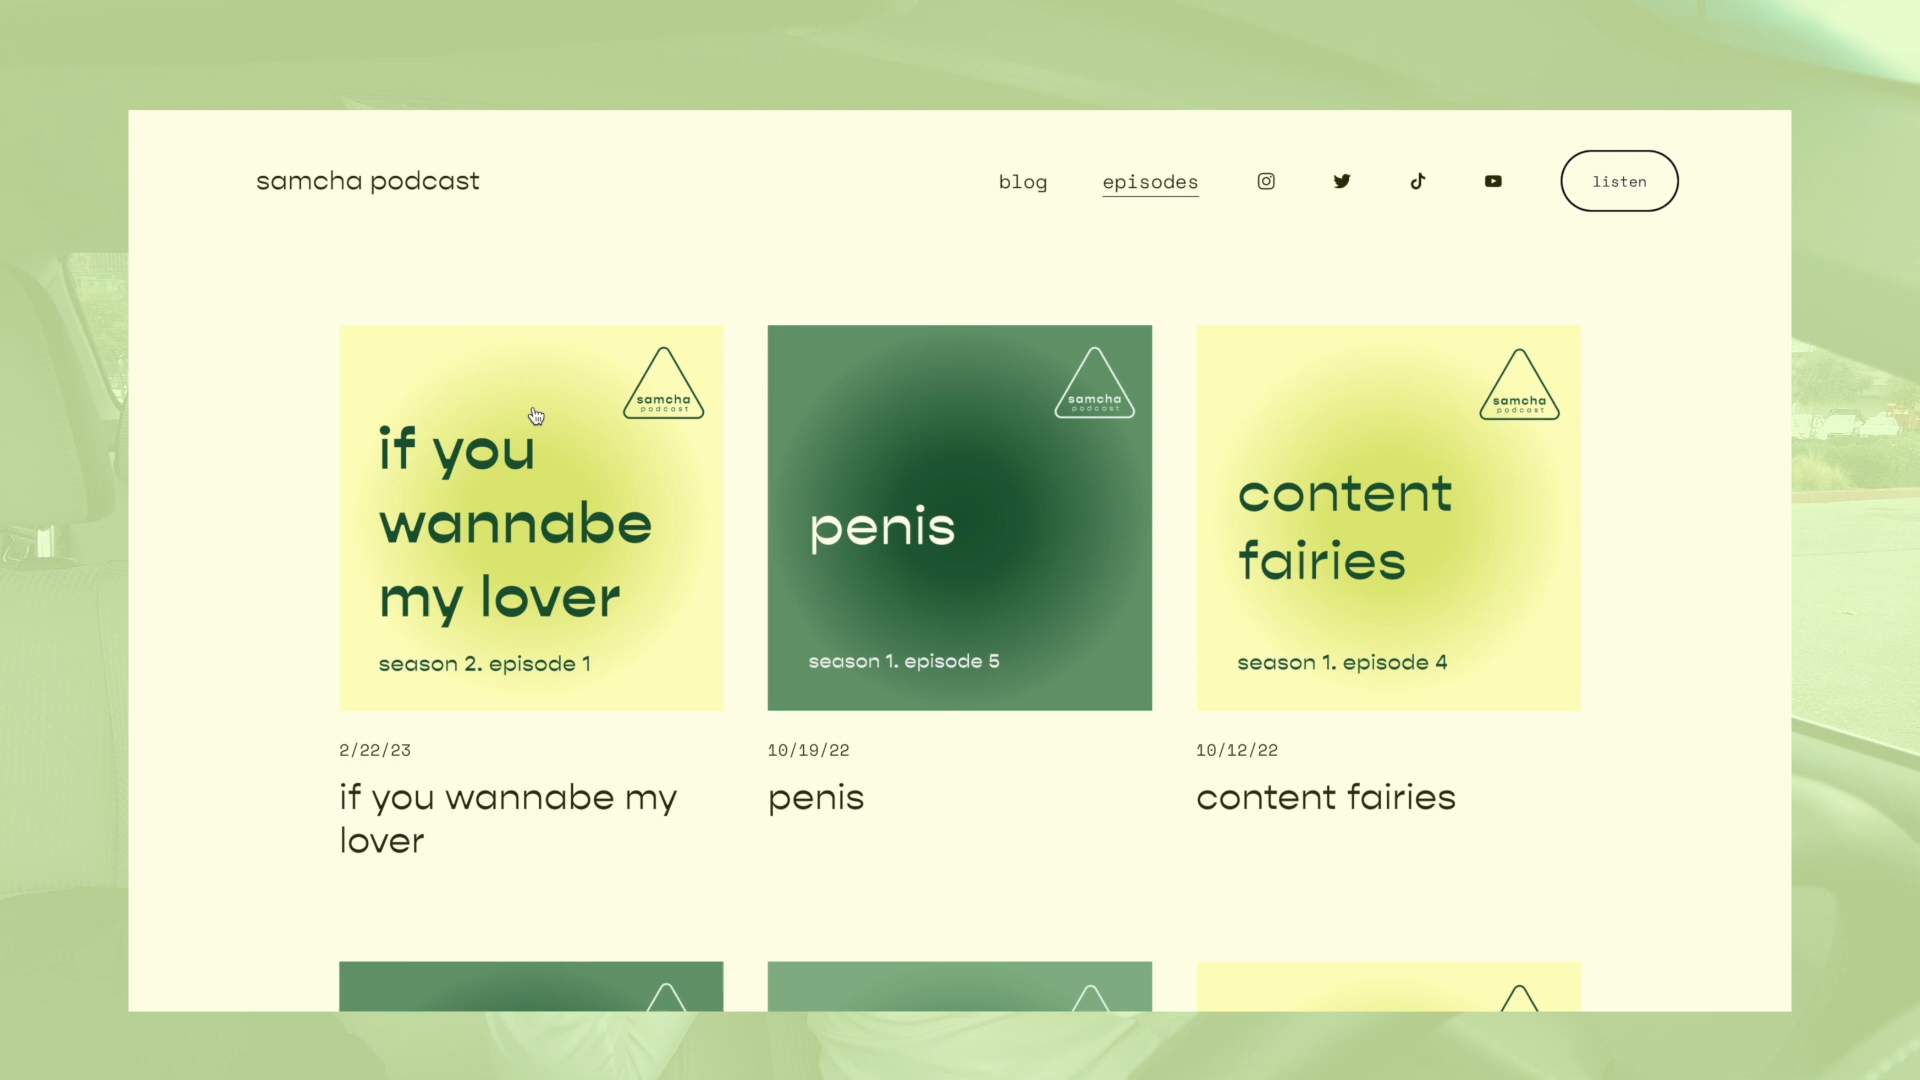 samcha podcast
blog
episodes
listen
samcha
podcast
if you
wannabe
my lover
season 2. episode 1
samcha
podcast
penis
season 1. episode 5
samcha
podcast
content
fairies
season 1. episode 4
2/22/23
if you wannabe my
lover
10/19/22
penis
10/12/22
content fairies